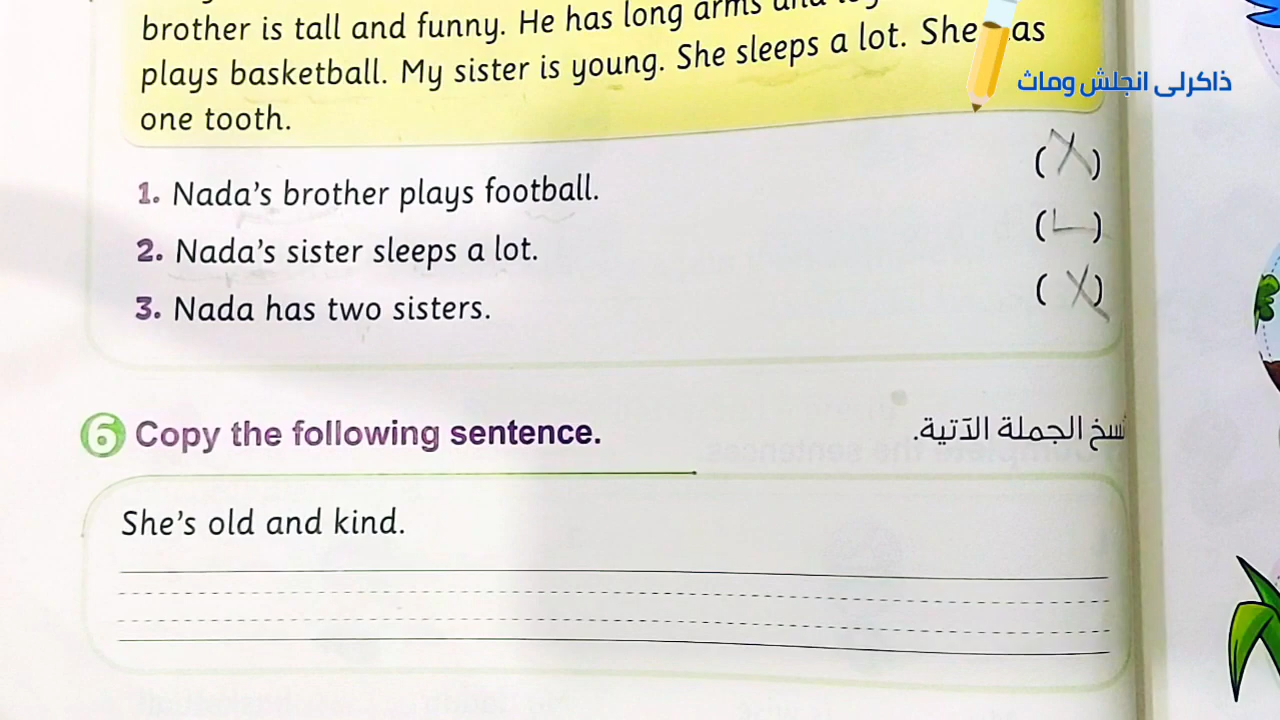 brother is tall and funny. He has long arms and
plays basketball. My sister is young. She sleeps a lot. She
one tooth.
ذاكرلى انجلش وماث
1. Nada's brother plays football. (X)
2. Nada's sister sleeps a lot. (✓)
3. Nada has two sisters. (X)
6 Copy the following sentence.
الجملة الآتية.
She's old and kind.